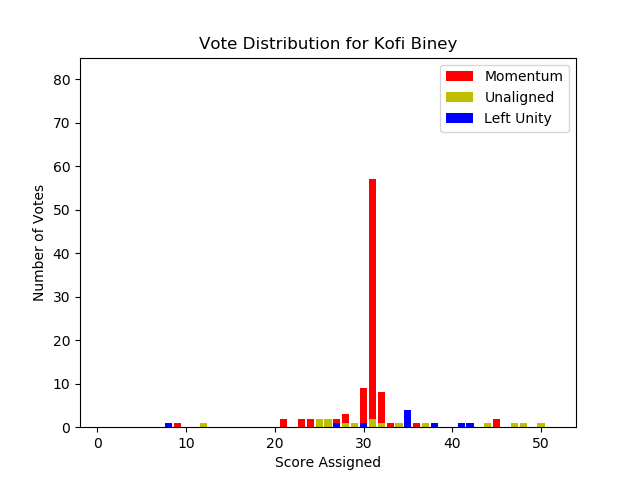 Vote Distribution for Kofi Biney
Momentum
Unaligned
Left Unity
Number of Votes
80
70
60
50
40
30
20
10
0
0 10 20 30 40 50
Score Assigned